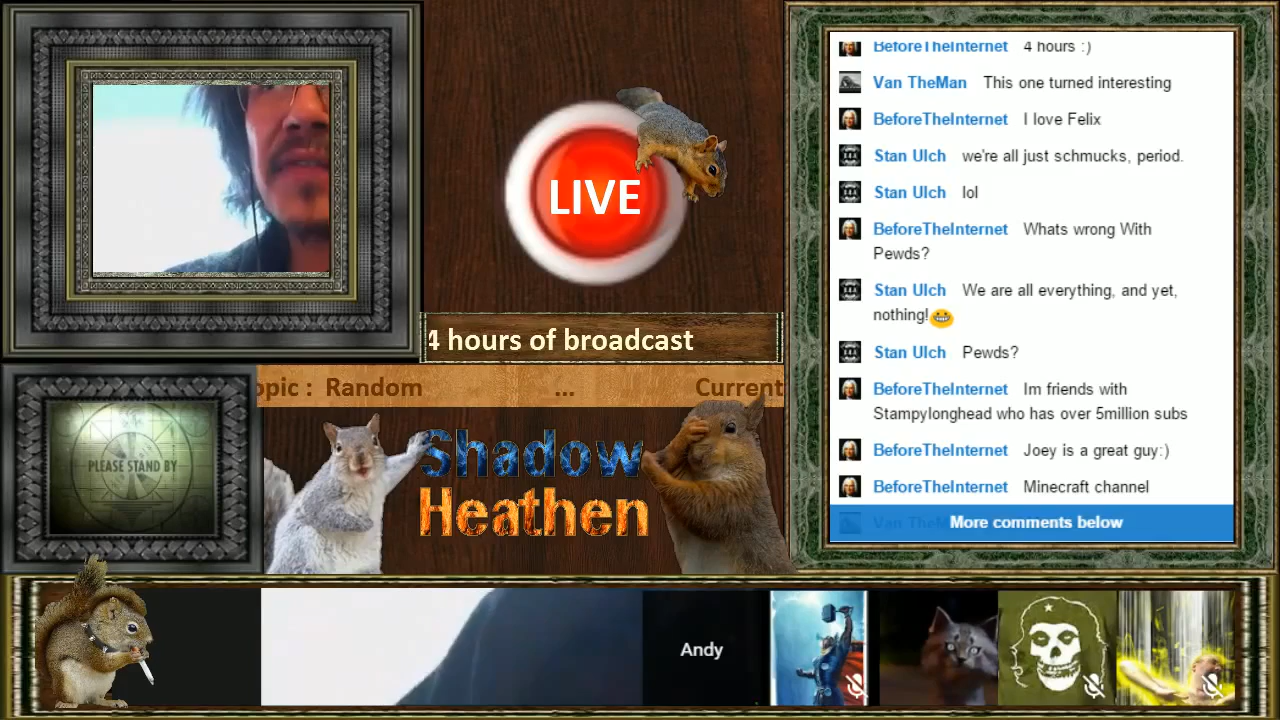 LIVE
4 hours of broadcast
opic : Random ... Current
PLEASE STAND BY
Shadow
Heathen
BeforeTheInternet 4 hours :)
Van TheMan This one turned interesting
BeforeTheInternet I love Felix
Stan Ulch we're all just schmucks, period.
Stan Ulch lol
BeforeTheInternet Whats wrong With
Pewds?
Stan Ulch We are all everything, and yet,
nothing!😬
Stan Ulch Pewds?
BeforeTheInternet Im friends with
Stampylonghead who has over 5million subs
BeforeTheInternet Joey is a great guy:)
BeforeTheInternet Minecraft channel
Van TheM
More comments below
Andy